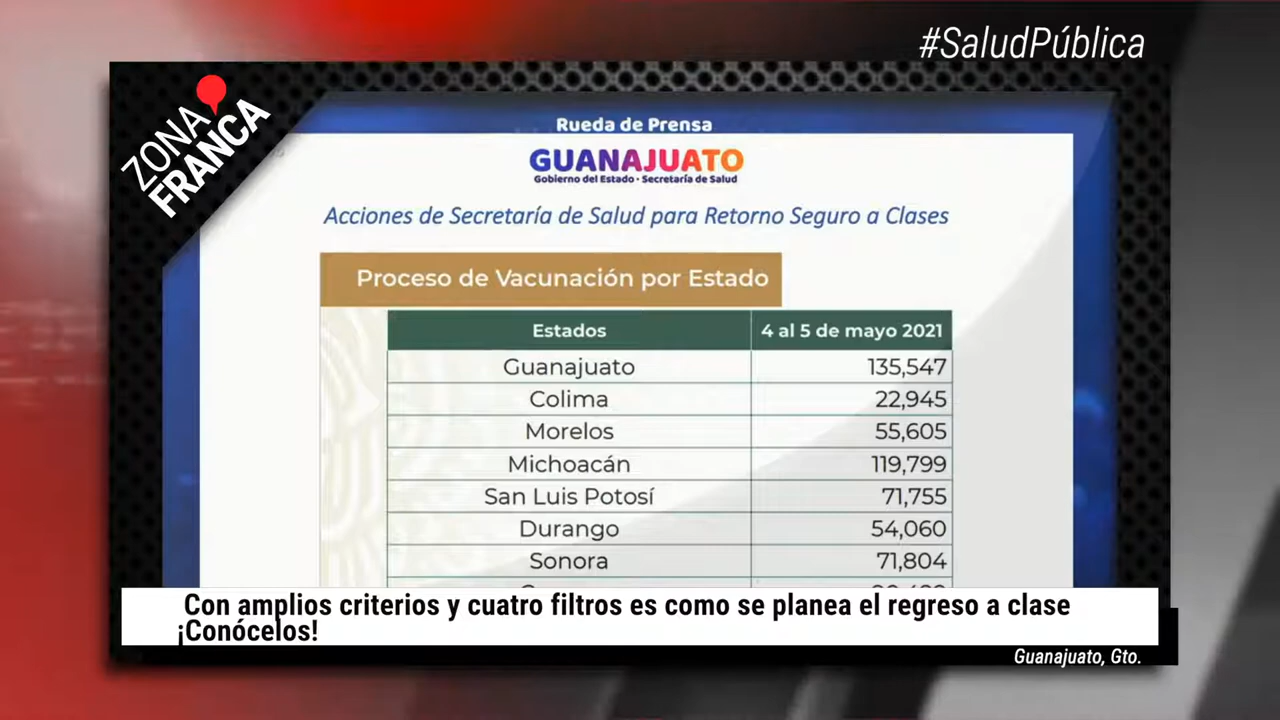 #SaludPública
ZONA
FRANCA
Rueda de Prensa
GUANAJUATO
Gobierno del Estado · Secretaría de Salud
Acciones de Secretaría de Salud para Retorno Seguro a Clases
Proceso de Vacunación por Estado
Estados 4 al 5 de mayo 2021
Guanajuato 135,547
Colima 22,945
Morelos 55,605
Michoacán 119,799
San Luis Potosí 71,755
Durango 54,060
Sonora 71,804
Con amplios criterios y cuatro filtros es como se planea el regreso a clase
¡Conócelos!
Guanajuato, Gto.